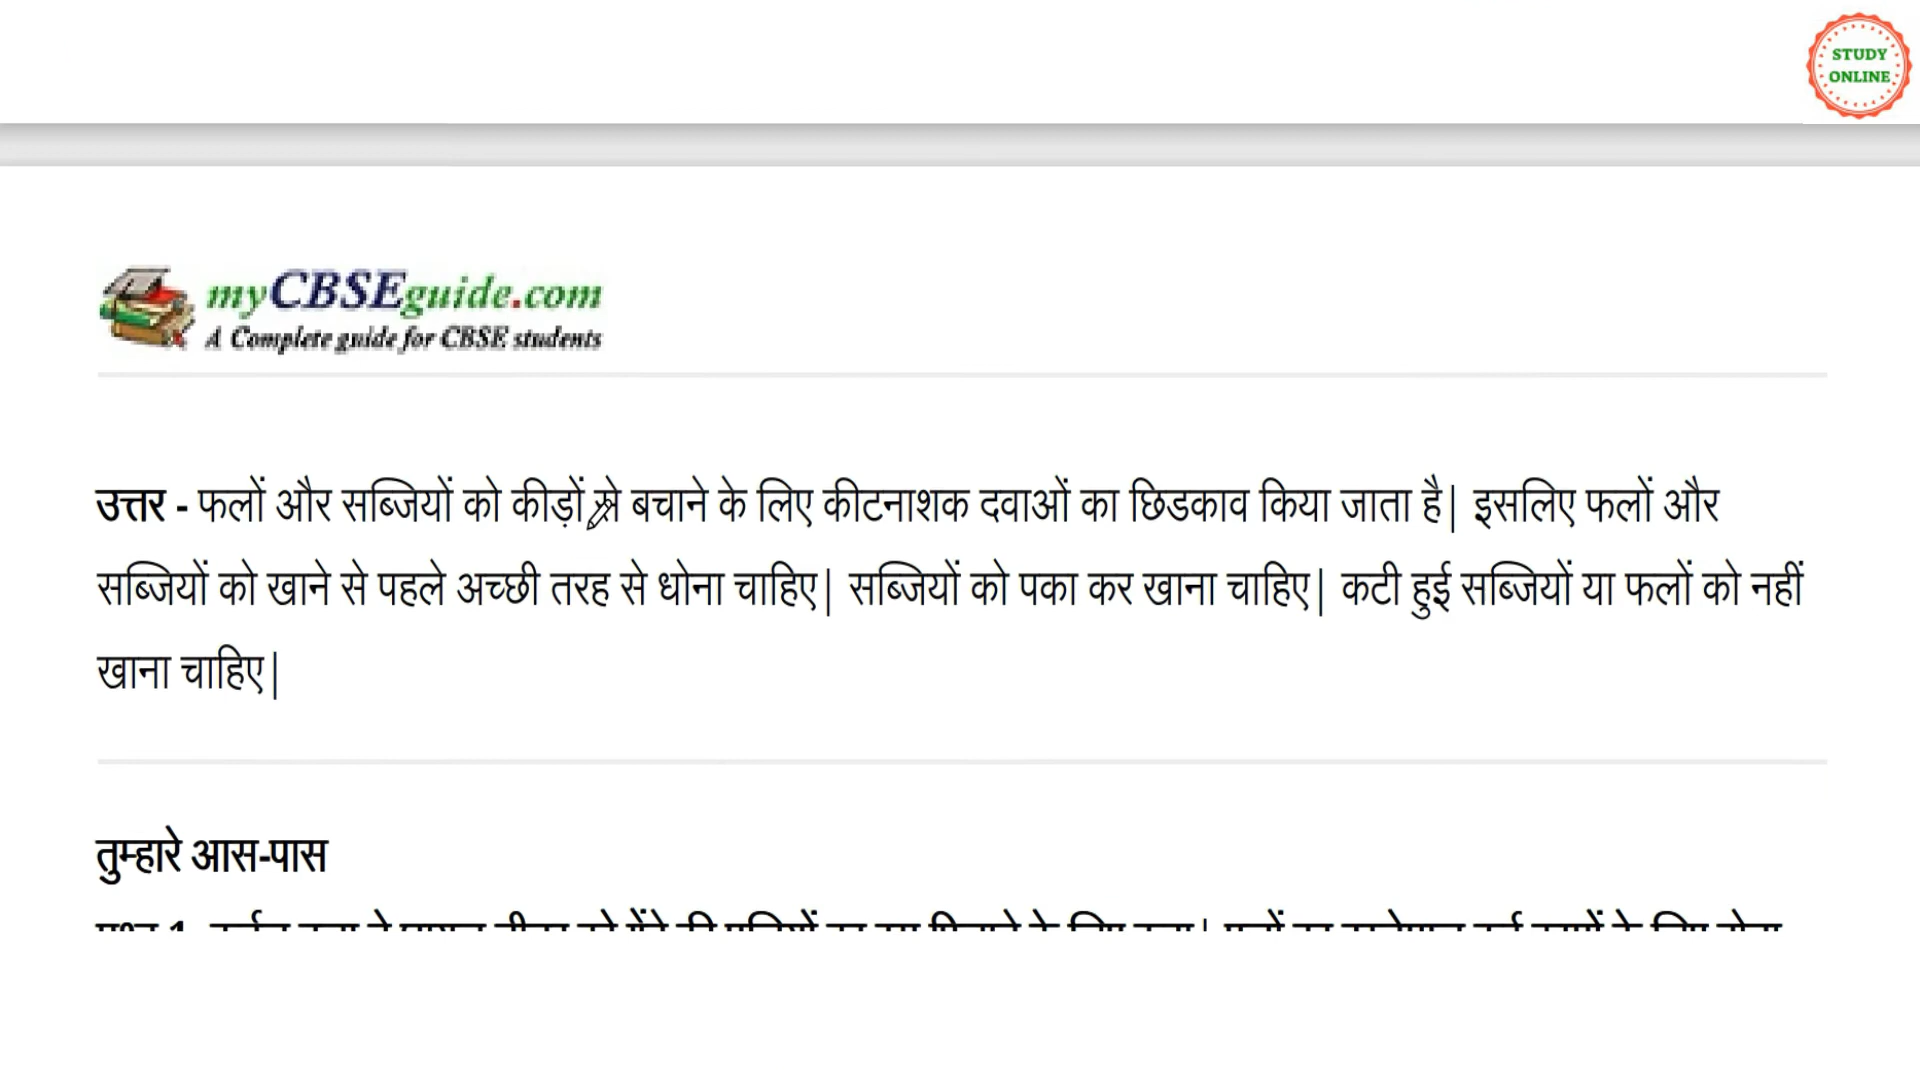 STUDY
ONLINE
myCBSEguide.com
A Complete guide for CBSE students
उत्तर - फलों और सब्जियों को कीड़ों से बचाने के लिए कीटनाशक दवाओं का छिडकाव किया जाता है| इसलिए फलों और
सब्जियों को खाने से पहले अच्छी तरह से धोना चाहिए| सब्जियों को पका कर खाना चाहिए| कटी हुई सब्जियों या फलों को नहीं
खाना चाहिए|
तुम्हारे आस-पास